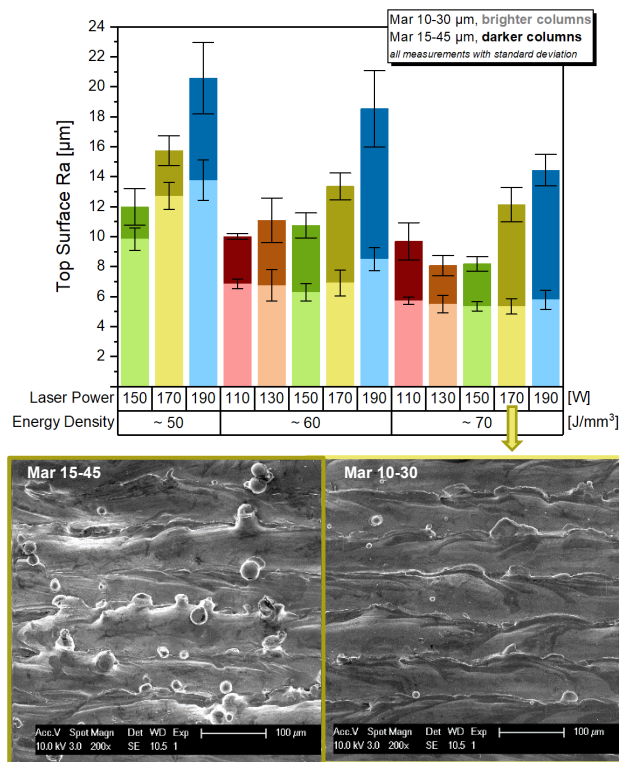 Mar 10-30 µm, brighter columns
Mar 15-45 µm, darker columns
all measurements with standard deviation
Top Surface Ra [µm]
24
22
20
18
16
14
12
10
8
6
4
2
Laser Power 150 170 190 110 130 150 170 190 110 130 150 170 190 [W]
Energy Density ~ 50 ~ 60 ~ 70 [J/mm³]
Mar 15-45
Mar 10-30
Acc.V Spot Magn Det WD Exp
10.0 kV 3.0 200x SE 10.5 1 100 µm
Acc.V Spot Magn Det WD Exp
10.0 kV 3.0 200x SE 10.5 1 100 µm